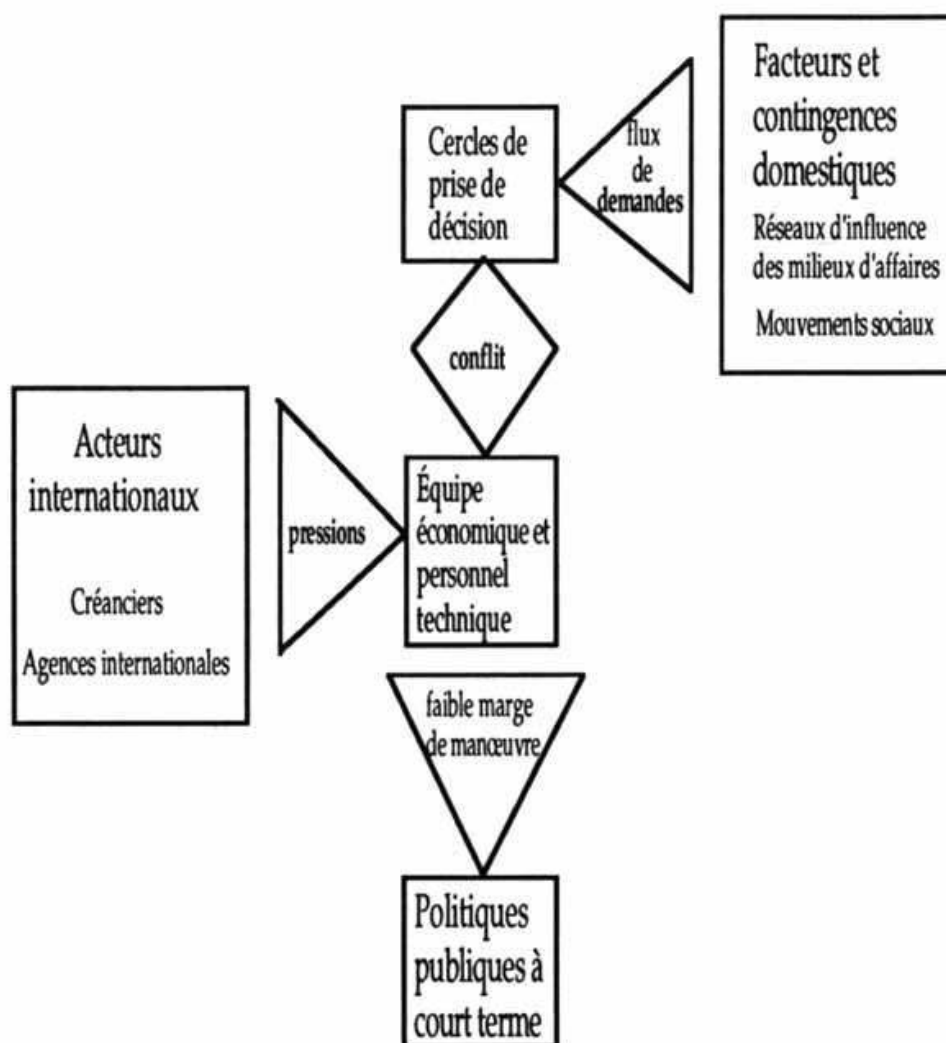 Facteurs et
contingences
domestiques
Réseaux d'influence
des milieux d'affaires
Mouvements sociaux
flux
de
demandes
Cercles de
prise de
décision
conflit
Acteurs
internationaux
Créanciers
Agences internationales
pressions
Équipe
économique et
personnel
technique
faible marge
de manœuvre
Politiques
publiques à
court terme